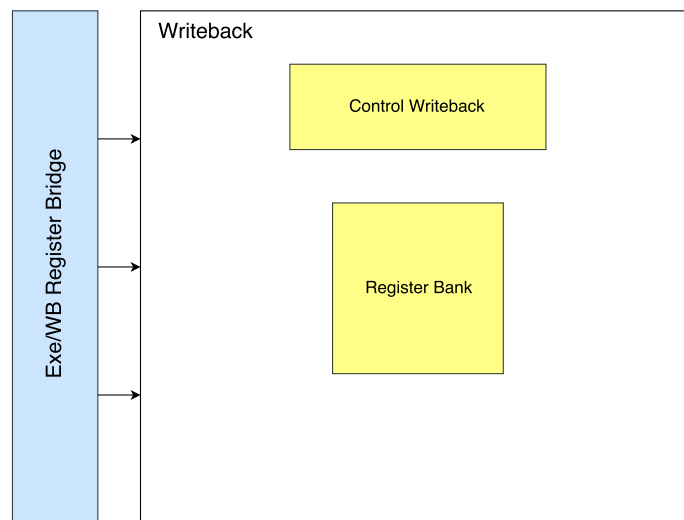 Writeback
Control Writeback
Exe/WB Register Bridge
Register Bank